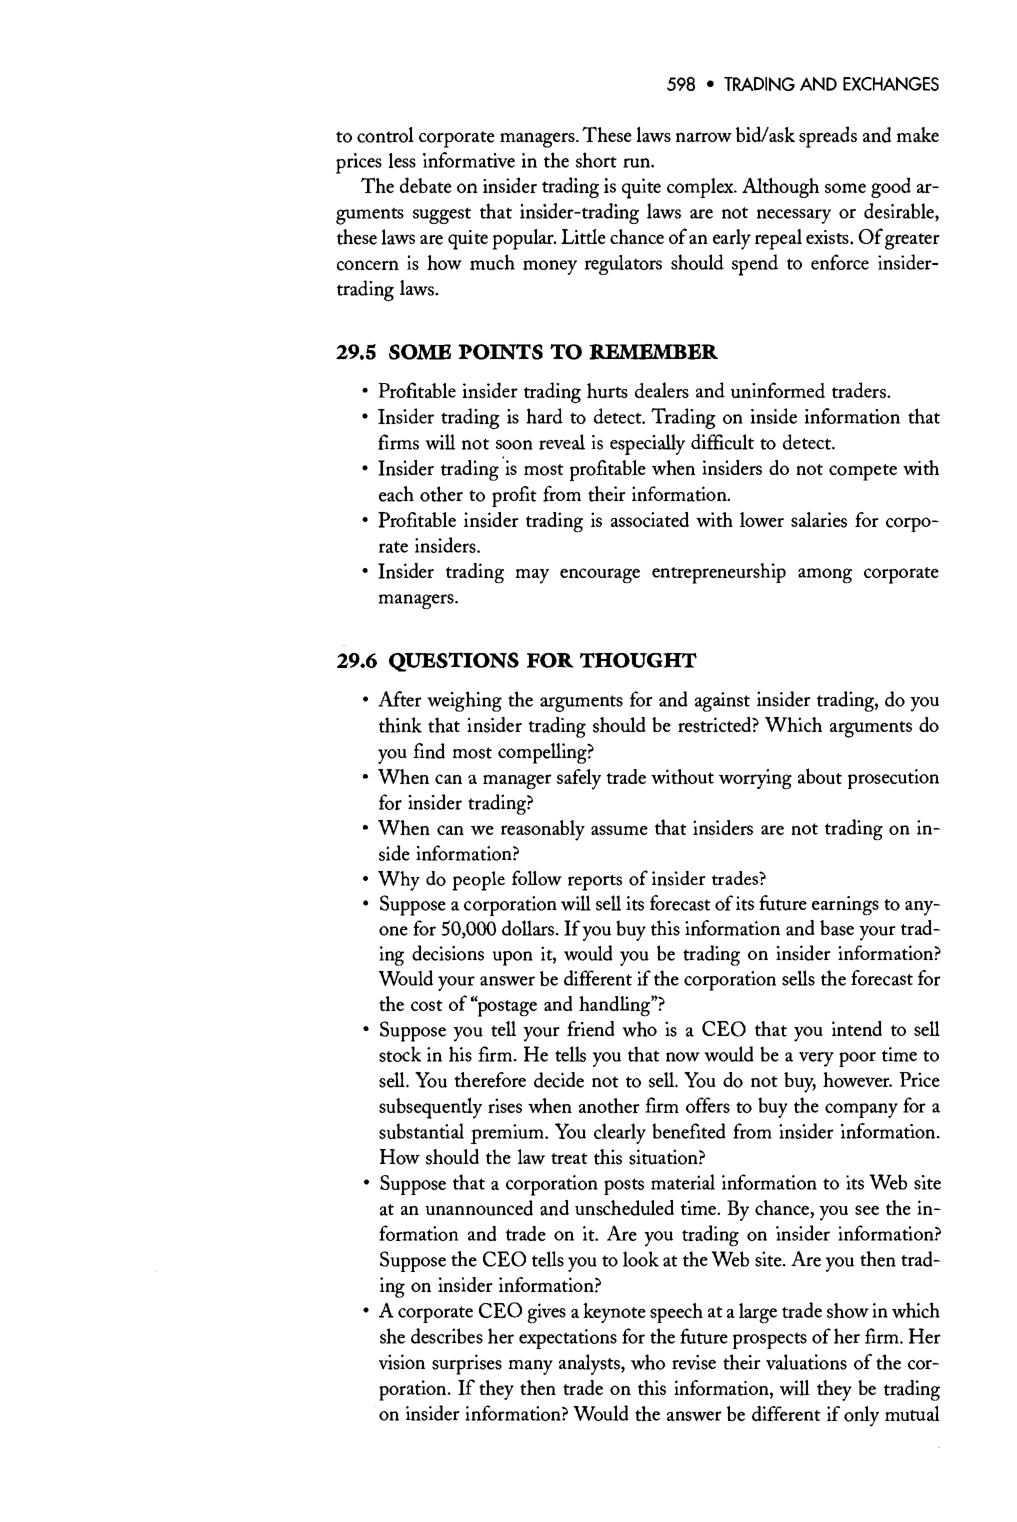 598 • TRADING AND EXCHANGES
to control corporate managers. These laws narrow bid/ask spreads and make
prices less informative in the short run.
The debate on insider trading is quite complex. Although some good ar-
guments suggest that insider-trading laws are not necessary or desirable,
these laws are quite popular. Little chance of an early repeal exists. Of greater
concern is how much money regulators should spend to enforce insider-
trading laws.
29.5 SOME POINTS TO REMEMBER
• Profitable insider trading hurts dealers and uninformed traders.
• Insider trading is hard to detect. Trading on inside information that
firms will not soon reveal is especially difficult to detect.
• Insider trading is most profitable when insiders do not compete with
each other to profit from their information.
• Profitable insider trading is associated with lower salaries for corpo-
rate insiders.
• Insider trading may encourage entrepreneurship among corporate
managers.
29.6 QUESTIONS FOR THOUGHT
• After weighing the arguments for and against insider trading, do you
think that insider trading should be restricted? Which arguments do
you find most compelling?
• When can a manager safely trade without worrying about prosecution
for insider trading?
• When can we reasonably assume that insiders are not trading on in-
side information?
• Why do people follow reports of insider trades?
• Suppose a corporation will sell its forecast of its future earnings to any-
one for 50,000 dollars. If you buy this information and base your trad-
ing decisions upon it, would you be trading on insider information?
Would your answer be different if the corporation sells the forecast for
the cost of “postage and handling”?
• Suppose you tell your friend who is a CEO that you intend to sell
stock in his firm. He tells you that now would be a very poor time to
sell. You therefore decide not to sell. You do not buy, however. Price
subsequently rises when another firm offers to buy the company for a
substantial premium. You clearly benefited from insider information.
How should the law treat this situation?
• Suppose that a corporation posts material information to its Web site
at an unannounced and unscheduled time. By chance, you see the in-
formation and trade on it. Are you trading on insider information?
Suppose the CEO tells you to look at the Web site. Are you then trad-
ing on insider information?
• A corporate CEO gives a keynote speech at a large trade show in which
she describes her expectations for the future prospects of her firm. Her
vision surprises many analysts, who revise their valuations of the cor-
poration. If they then trade on this information, will they be trading
on insider information? Would the answer be different if only mutual